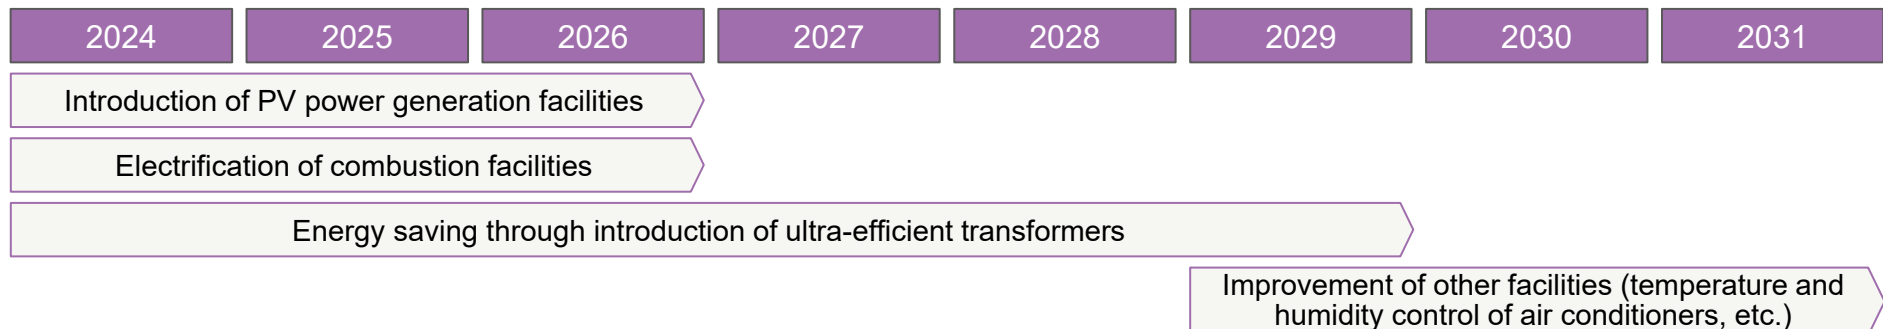 2024
2025
2026
2027
2028
2029
2030
2031
Introduction of PV power generation facilities
Electrification of combustion facilities
Energy saving through introduction of ultra-efficient transformers
Improvement of other facilities (temperature and
humidity control of air conditioners, etc.)